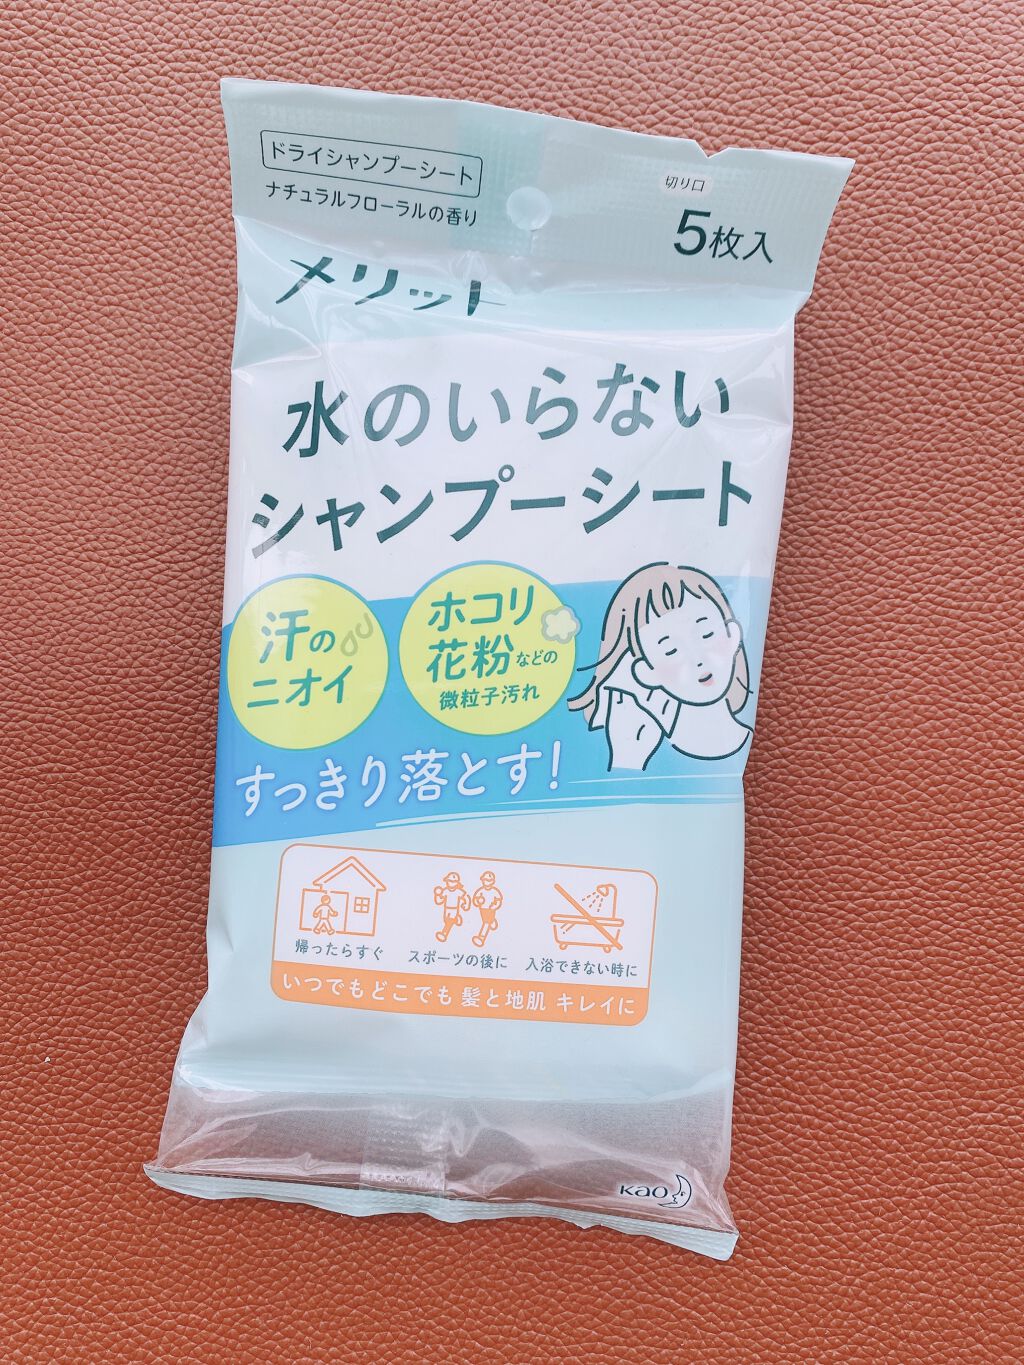 ドライシャンプーシート
ナチュラルフローラルの香り
切り口
5枚入
メリット
水のいらない
シャンプーシート
汗の
ニオイ
ホコリ
花粉などの
微粒子汚れ
すっきり落とす!
帰ったらすぐ
スポーツの後に
入浴できない時に
いつでもどこでも 髪と地肌 キレイに
kao